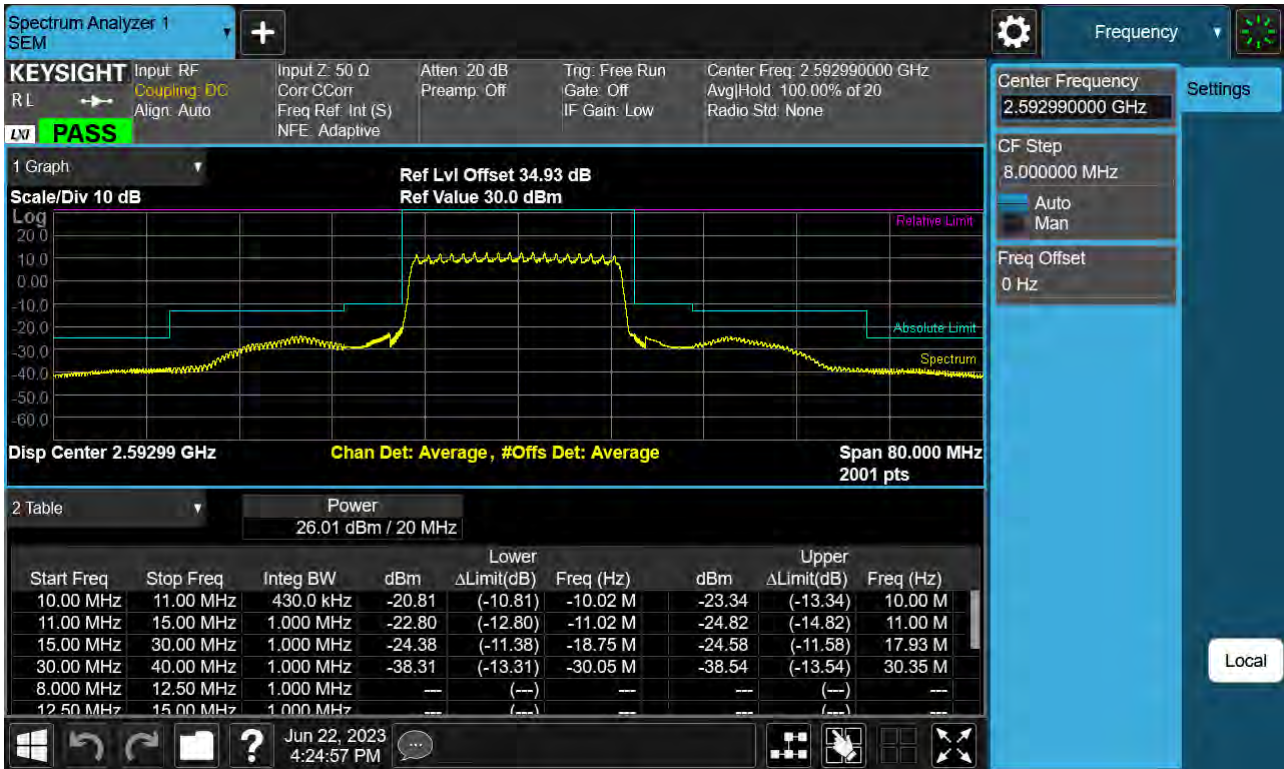 Spectrum Analyzer 1
SEM
+
Frequency
KEYSIGHT
RL
LXI
PASS
Input: RF
Coupling: DC
Align: Auto
Input Z: 50 Ω
Corr CCorr
Freq Ref: Int (S)
NFE: Adaptive
Atten: 20 dB
Preamp: Off
Trig: Free Run
Gate: Off
IF Gain: Low
Center Freq: 2.592990000 GHz
Avg|Hold: 100.00% of 20
Radio Std: None
Center Frequency
2.592990000 GHz
Settings
CF Step
8.000000 MHz
Auto
Man
Freq Offset
0 Hz
Local
1 Graph
Scale/Div 10 dB
Ref Lvl Offset 34.93 dB
Ref Value 30.0 dBm
Log
20.0
10.0
0.00
-10.0
-20.0
-30.0
-40.0
-50.0
-60.0
Relative Limit
Absolute Limit
Spectrum
Disp Center 2.59299 GHz
Chan Det: Average, #Offs Det: Average
Span 80.000 MHz
2001 pts
2 Table
Power
26.01 dBm / 20 MHz
Lower Upper
Start Freq Stop Freq Integ BW dBm ΔLimit(dB) Freq (Hz) dBm ΔLimit(dB) Freq (Hz)
10.00 MHz 11.00 MHz 430.0 kHz -20.81 (-10.81) -10.02 M -23.34 (-13.34) 10.00 M
11.00 MHz 15.00 MHz 1.000 MHz -22.80 (-12.80) -11.02 M -24.82 (-14.82) 11.00 M
15.00 MHz 30.00 MHz 1.000 MHz -24.38 (-11.38) -18.75 M -24.58 (-11.58) 17.93 M
30.00 MHz 40.00 MHz 1.000 MHz -38.31 (-13.31) -30.05 M -38.54 (-13.54) 30.35 M
8.000 MHz 12.50 MHz 1.000 MHz --- (---) --- --- (---) ---
12.50 MHz 15.00 MHz 1.000 MHz --- (---) --- --- (---) ---
?
Jun 22, 2023
4:24:57 PM